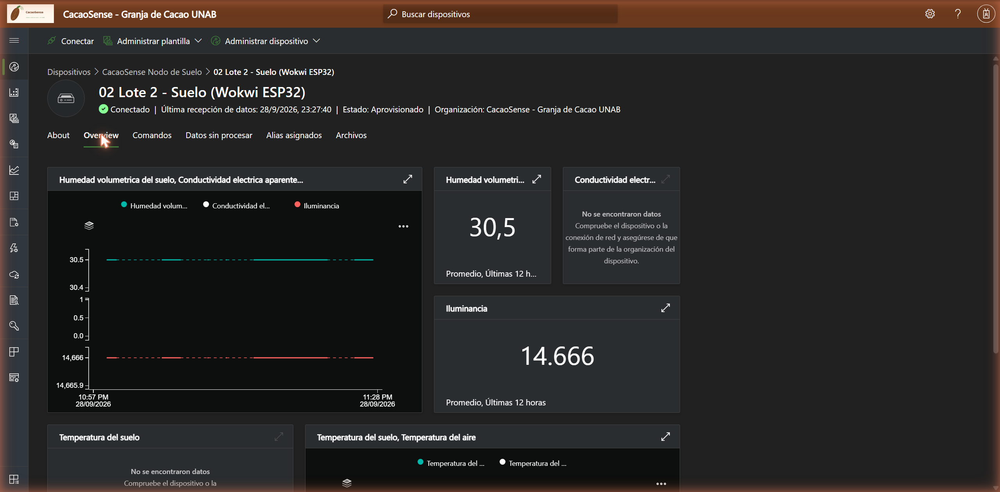 CacaoSense
CacaoSense - Granja de Cacao UNAB
Buscar dispositivos
Conectar
Administrar plantilla
Administrar dispositivo
Dispositivos > CacaoSense Nodo de Suelo > 02 Lote 2 - Suelo (Wokwi ESP32)
02 Lote 2 - Suelo (Wokwi ESP32)
Conectado | Última recepción de datos: 28/9/2026, 23:27:40 | Estado: Aprovisionado | Organización: CacaoSense - Granja de Cacao UNAB
About
Overview
Comandos
Datos sin procesar
Alias asignados
Archivos
Humedad volumetrica del suelo, Conductividad electrica aparente...
Humedad volum...
Conductividad el...
Iluminancia
30.5
30.4
1
0.5
0.0
14,666
14,665.9
10:57 PM
28/09/2026
11:28 PM
28/09/2026
Humedad volumetri...
30,5
Promedio, Últimas 12 h...
Conductividad electr...
No se encontraron datos
Compruebe el dispositivo o la
conexión de red y asegúrese de que
forma parte de la organización del
dispositivo.
Iluminancia
14.666
Promedio, Últimas 12 horas
Temperatura del suelo
No se encontraron datos
Compruebe el dispositivo o la
Temperatura del suelo, Temperatura del aire
Temperatura del ...
Temperatura del ...